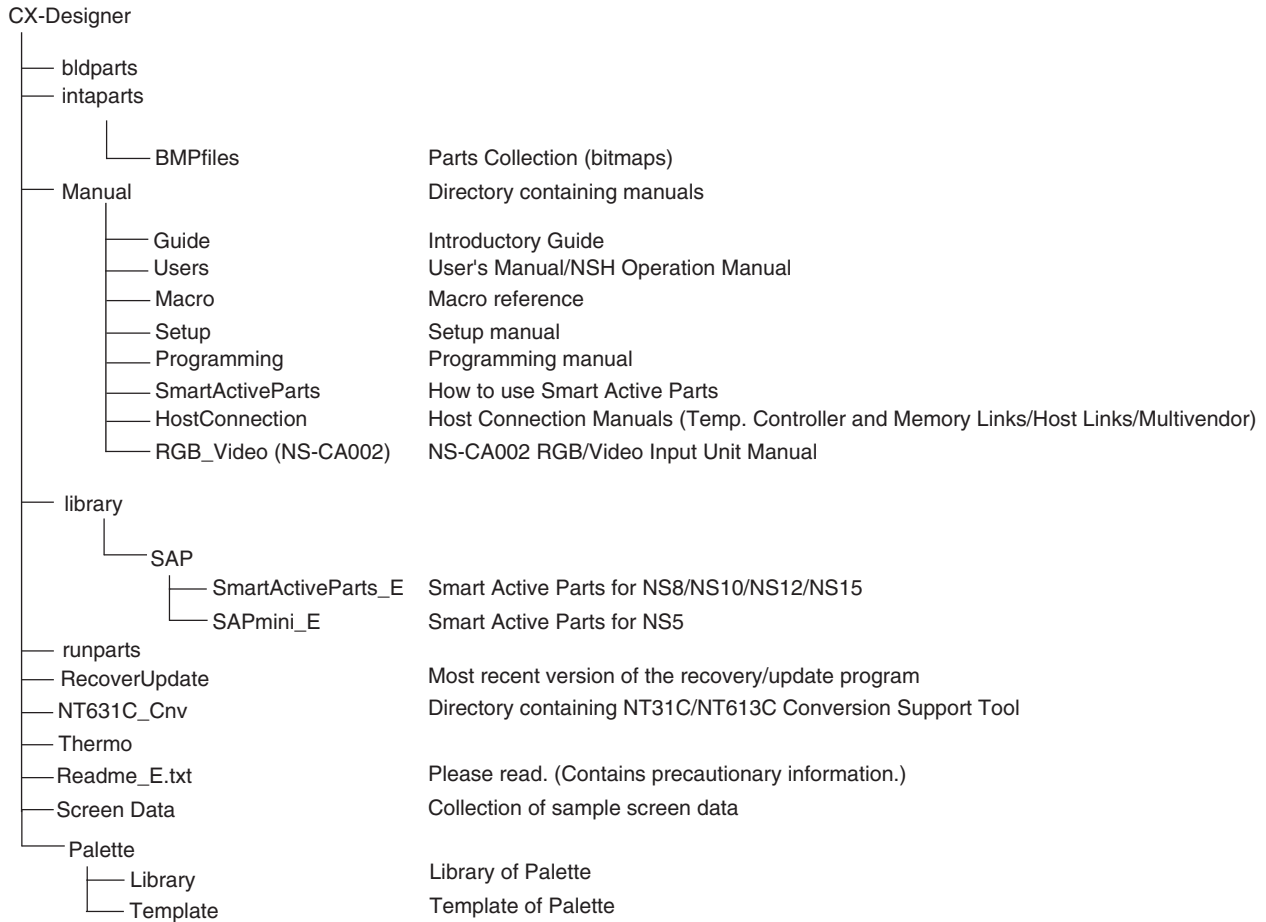 CX-Designer
bldparts
intaparts
BMPfiles Parts Collection (bitmaps)
Manual Directory containing manuals
Guide Introductory Guide
Users User's Manual/NSH Operation Manual
Macro Macro reference
Setup Setup manual
Programming Programming manual
SmartActiveParts How to use Smart Active Parts
HostConnection Host Connection Manuals (Temp. Controller and Memory Links/Host Links/Multivendor)
RGB_Video (NS-CA002) NS-CA002 RGB/Video Input Unit Manual
library
SAP
SmartActiveParts_E Smart Active Parts for NS8/NS10/NS12/NS15
SAPmini_E Smart Active Parts for NS5
runparts
RecoverUpdate Most recent version of the recovery/update program
NT631C_Cnv Directory containing NT31C/NT613C Conversion Support Tool
Thermo
Readme_E.txt Please read. (Contains precautionary information.)
Screen Data Collection of sample screen data
Palette
Library Library of Palette
Template Template of Palette